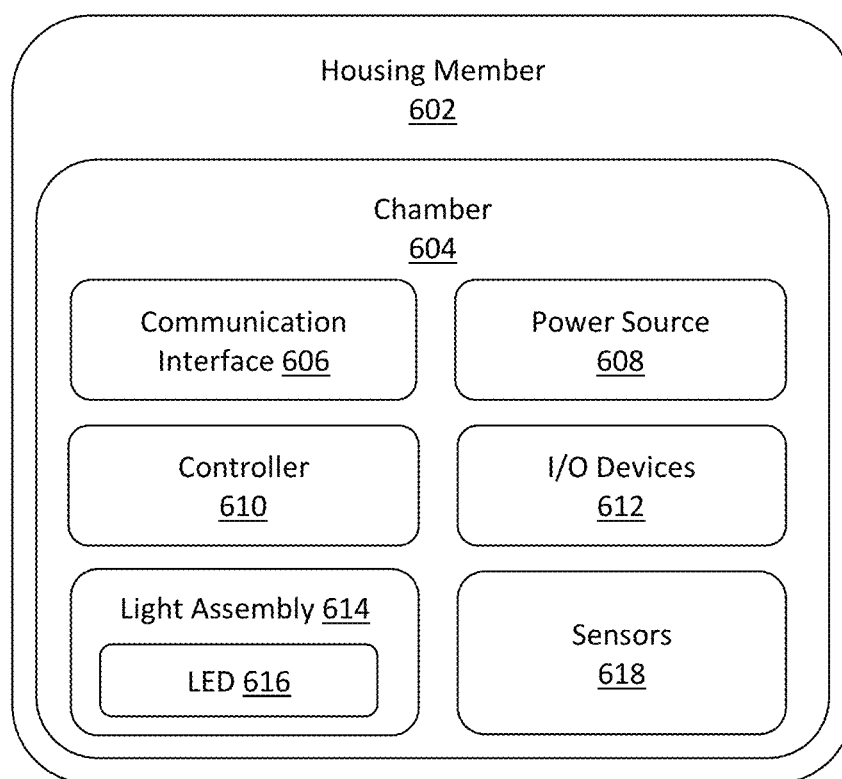 Housing Member
602
Chamber
604
Communication
Interface 606
Power Source
608
Controller
610
I/O Devices
612
Light Assembly 614
LED 616
Sensors
618